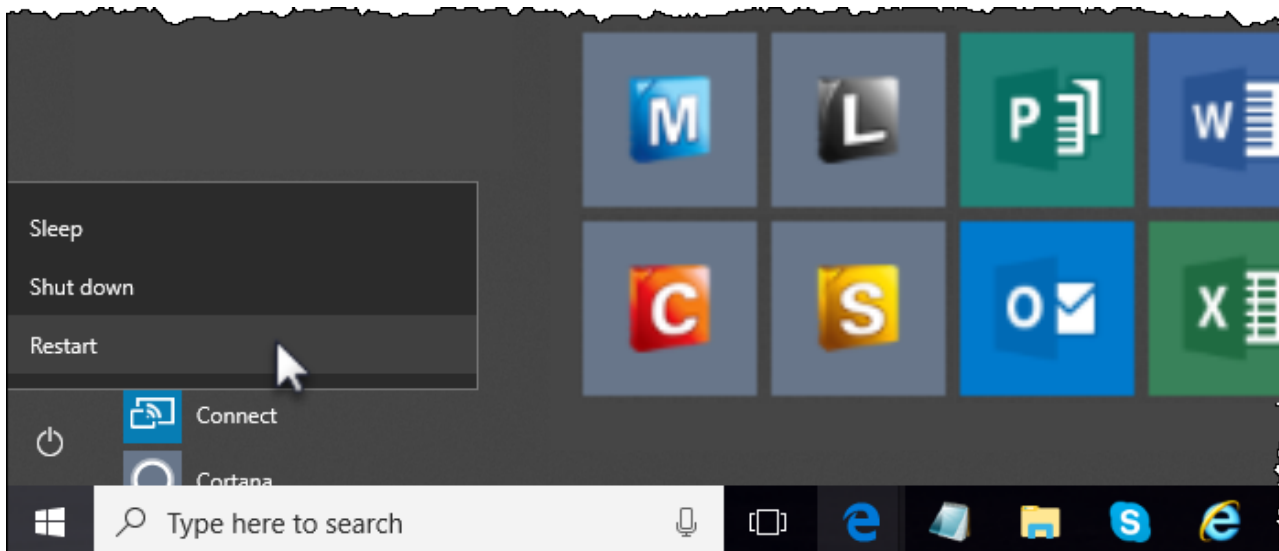 M L P W
Sleep
Shut down
C S O X
Restart
Connect
Cortana
Type here to search
S